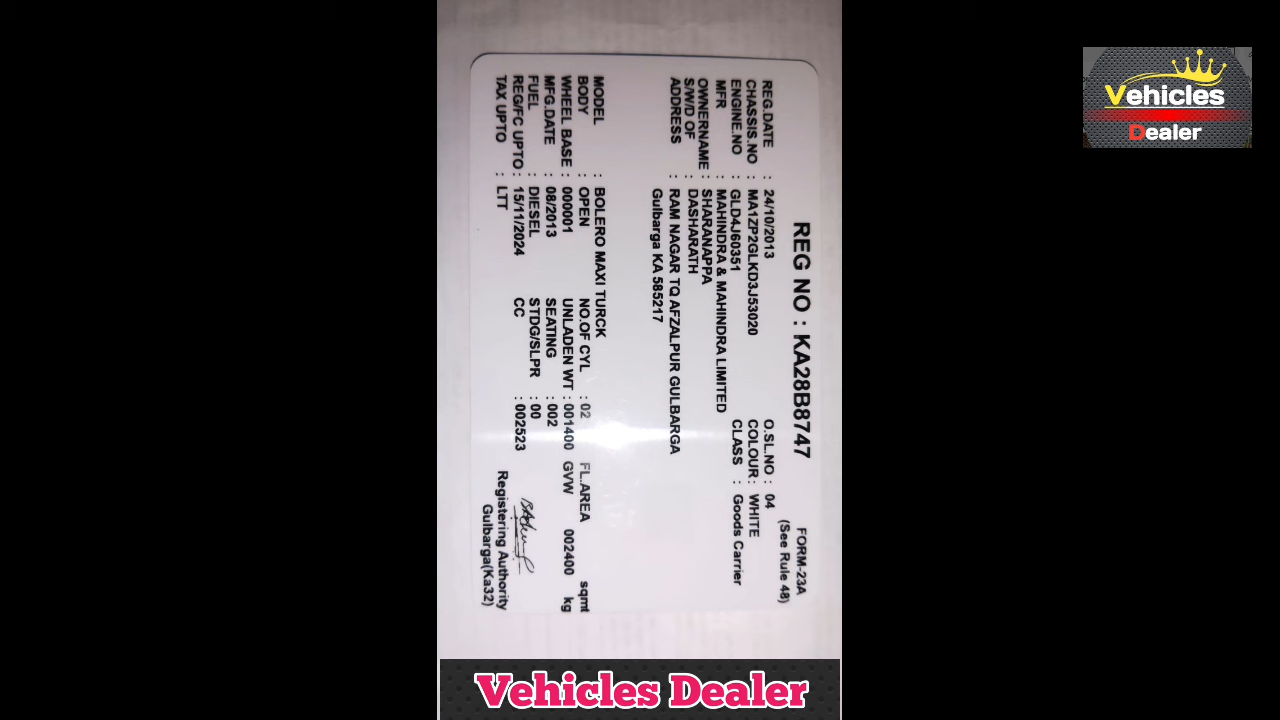 REG NO : KA28B8747
FORM-23A
(See Rule 48)
REG.DATE : 24/10/2013 O.SL.NO : 04
CHASSIS.NO : MA1ZP2GLKD3J53020 COLOUR : WHITE
ENGINE.NO : GLD4J60351 CLASS : Goods Carrier
MFR : MAHINDRA & MAHINDRA LIMITED
OWNERNAME : SHARANAPPA
S/W/D OF : DASHARATH
ADDRESS : RAM NAGAR TQ AFZALPUR GULBARGA
Gulbarga KA 585217
MODEL : BOLERO MAXI TURCK
BODY : OPEN NO.OF CYL : 02 FL.AREA sqmt
WHEEL BASE : 000001 UNLADEN WT : 001400 GVW 002400 kg
MFG.DATE : 08/2013 SEATING : 002
FUEL : DIESEL STDG/SLPR : 00
REG/FC UPTO : 15/11/2024 CC : 002523
TAX UPTO : LTT
Registering Authority
Gulbarga(Ka32)
Vehicles
Dealer
Vehicles Dealer